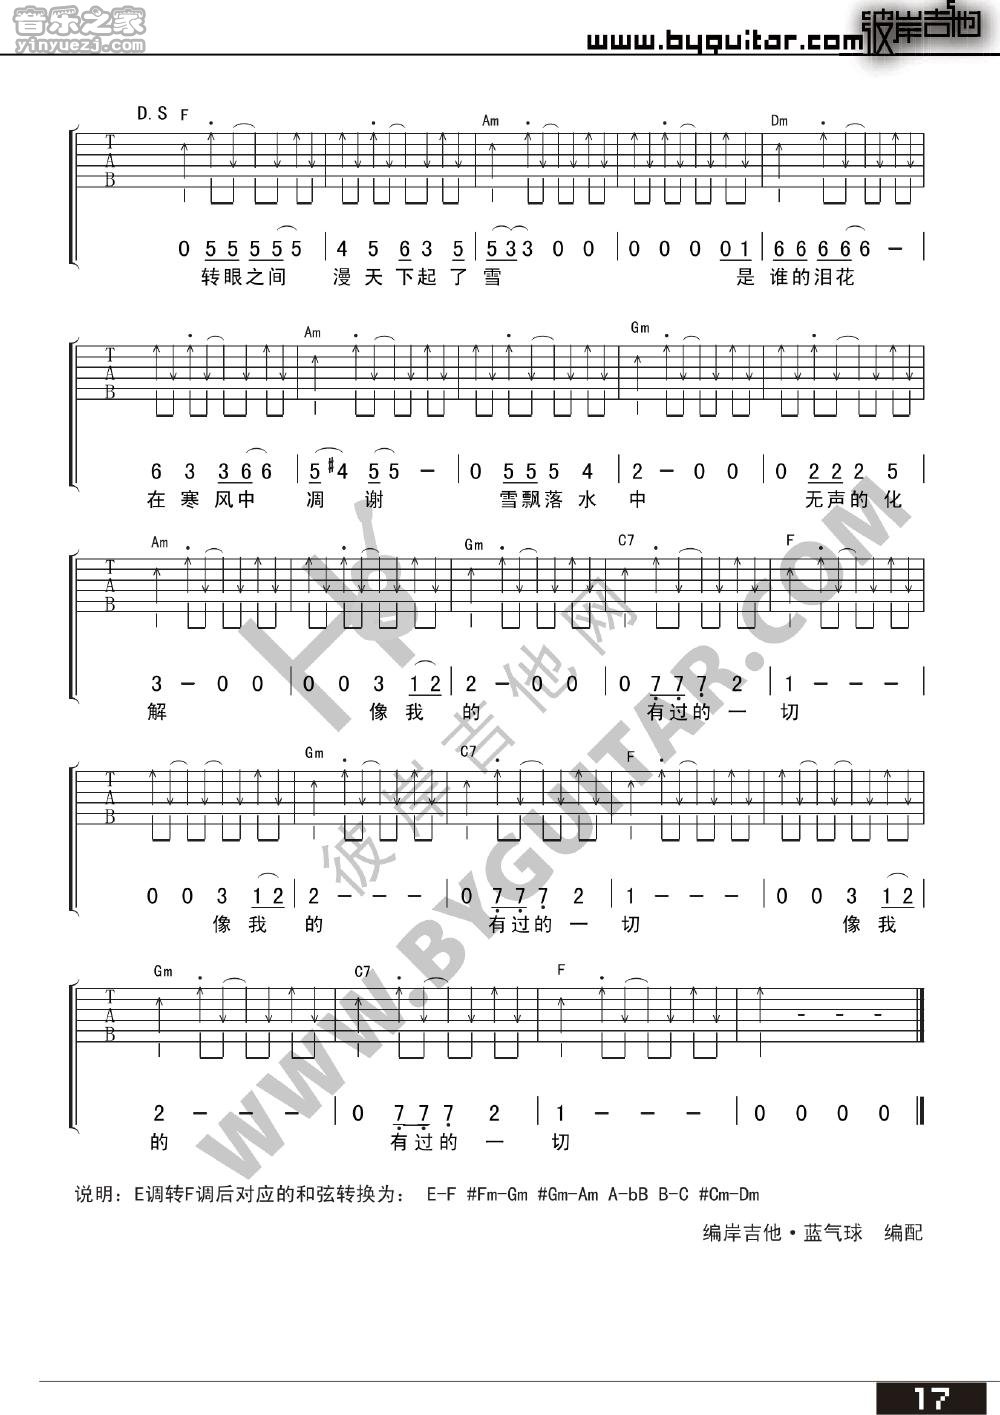 音乐之家
yinyuezj.com
www.byguitar.com 彼岸吉他
D.S F Am Dm
T
A
B
0 5 5 5 5 5 | 4 5 6 3 5 | 5 3 3 0 0 | 0 0 0 0 1 | 6 6 6 6 6 - |
转眼之间 漫天下起了雪 是谁的泪花
Am Gm
T
A
B
6 3 3 6 6 | 5 #4 5 5 - | 0 5 5 5 4 | 2 - 0 0 | 0 2 2 2 5 |
在寒风中 凋谢 雪飘落水中 无声的化
Am Gm C7 F
T
A
B
3 - 0 0 | 0 0 3 1 2 | 2 - 0 0 | 0 7 7 7 2 | 1 - - - |
解 像我的 有过的一切
Gm C7 F
T
A
B
0 0 3 1 2 | 2 - - - | 0 7 7 7 2 | 1 - - - | 0 0 3 1 2 |
像我的 有过的一切 像我
Gm C7 F
T
A
B
2 - - - | 0 7 7 7 2 | 1 - - - | 0 0 0 0
的 有过的一切
说明：E调转F调后对应的和弦转换为： E-F #Fm-Gm #Gm-Am A-bB B-C #Cm-Dm
编岸吉他·蓝气球 编配
彼岸吉他网
WWW.BYGUITAR.COM
17